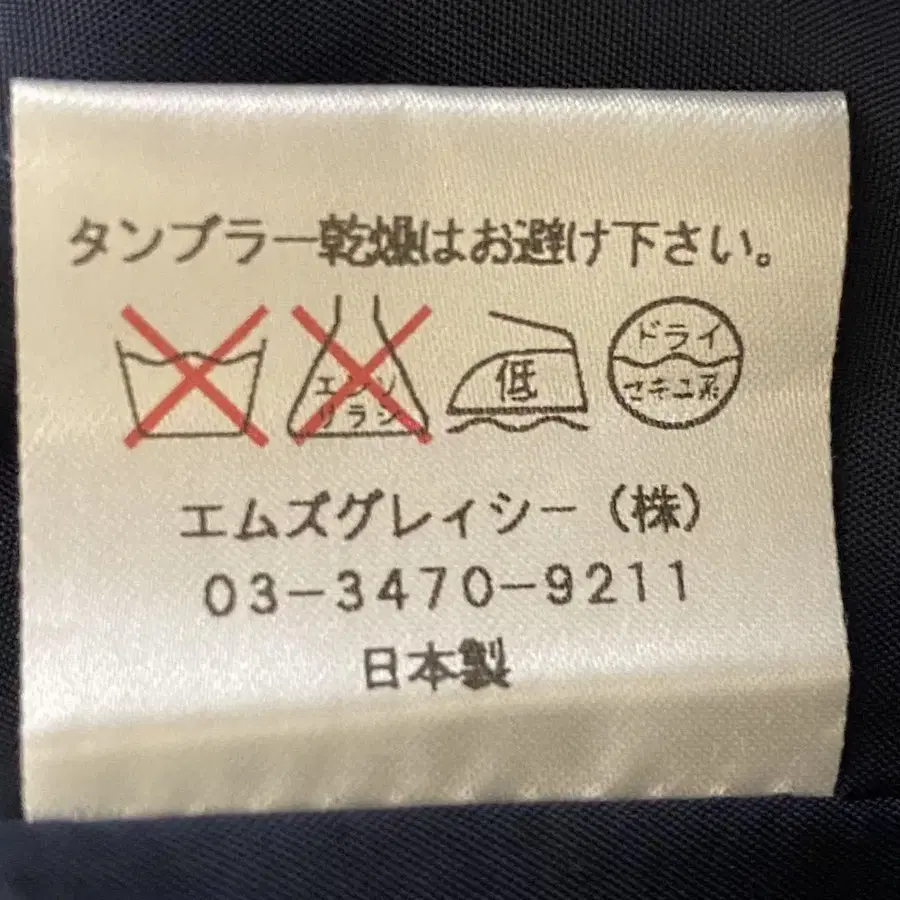 タンブラー乾燥はお避け下さい。
エンソ
サラシ
低
ドライ
セキユ系
エムズグレイシー(株)
03-3470-9211
日本製